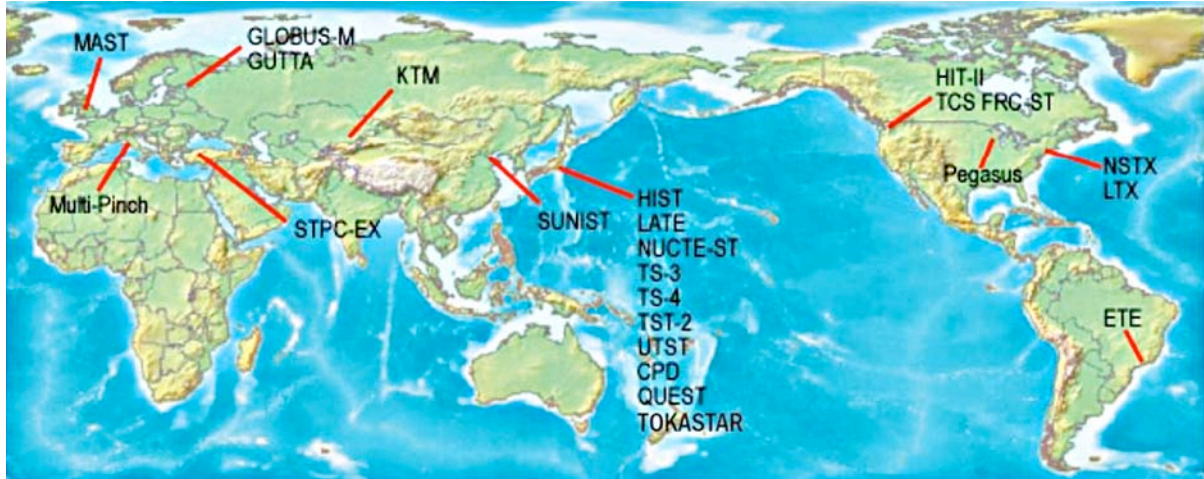 MAST
GLOBUS-M
GUTTA
KTM
HIT-II
TCS FRC-ST
Multi-Pinch
STPC-EX
SUNIST
HIST
LATE
NUCTE-ST
TS-3
TS-4
TST-2
UTST
CPD
QUEST
TOKASTAR
Pegasus
NSTX
LTX
ETE